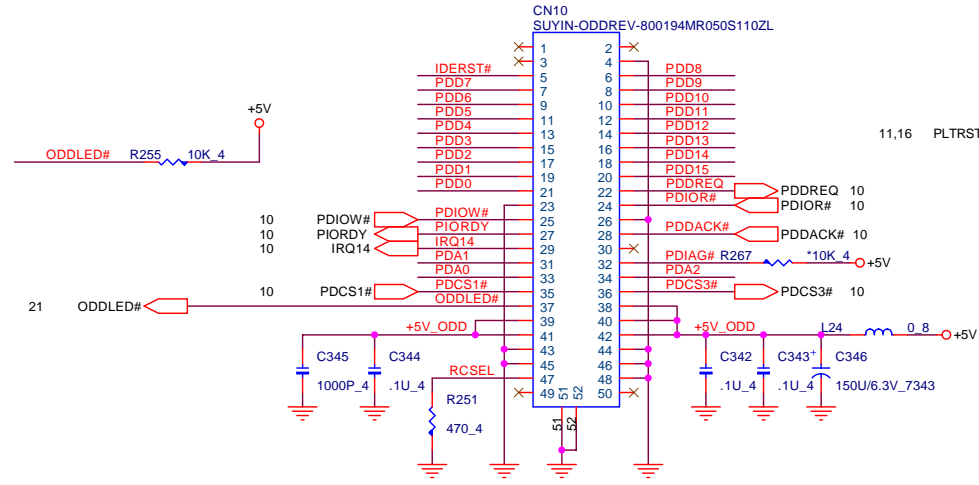 CN10
SUYIN-ODDREV-800194MR050S110ZL
1 2
3 4
IDERST# 5 6 PDD8
PDD7 7 8 PDD9
PDD6 9 10 PDD10
PDD5 11 12 PDD11
PDD4 13 14 PDD12
PDD3 15 16 PDD13
PDD2 17 18 PDD14
PDD1 19 20 PDD15
PDD0 21 22 PDDREQ PDDREQ 10
23 24 PDIOR# PDIOR# 10
10 PDIOW# PDIOW# 25 26
10 PIORDY PIORDY 27 28 PDDACK# PDDACK# 10
10 IRQ14 IRQ14 29 30
PDA1 31 32 PDIAG# R267 *10K_4 +5V
PDA0 33 34 PDA2
10 PDCS1# PDCS1# 35 36 PDCS3# PDCS3# 10
21 ODDLED# ODDLED# 37 38
39 40
+5V_ODD 41 42 +5V_ODD L24 0_8 +5V
43 44
45 46
RCSEL 47 48
49 50
51 52
51 52
+5V
ODDLED# R255 10K_4
11,16 PLTRST
C345
1000P_4
C344
.1U_4
R251
470_4
C342
.1U_4
C343
.1U_4
+
C346
150U/6.3V_7343